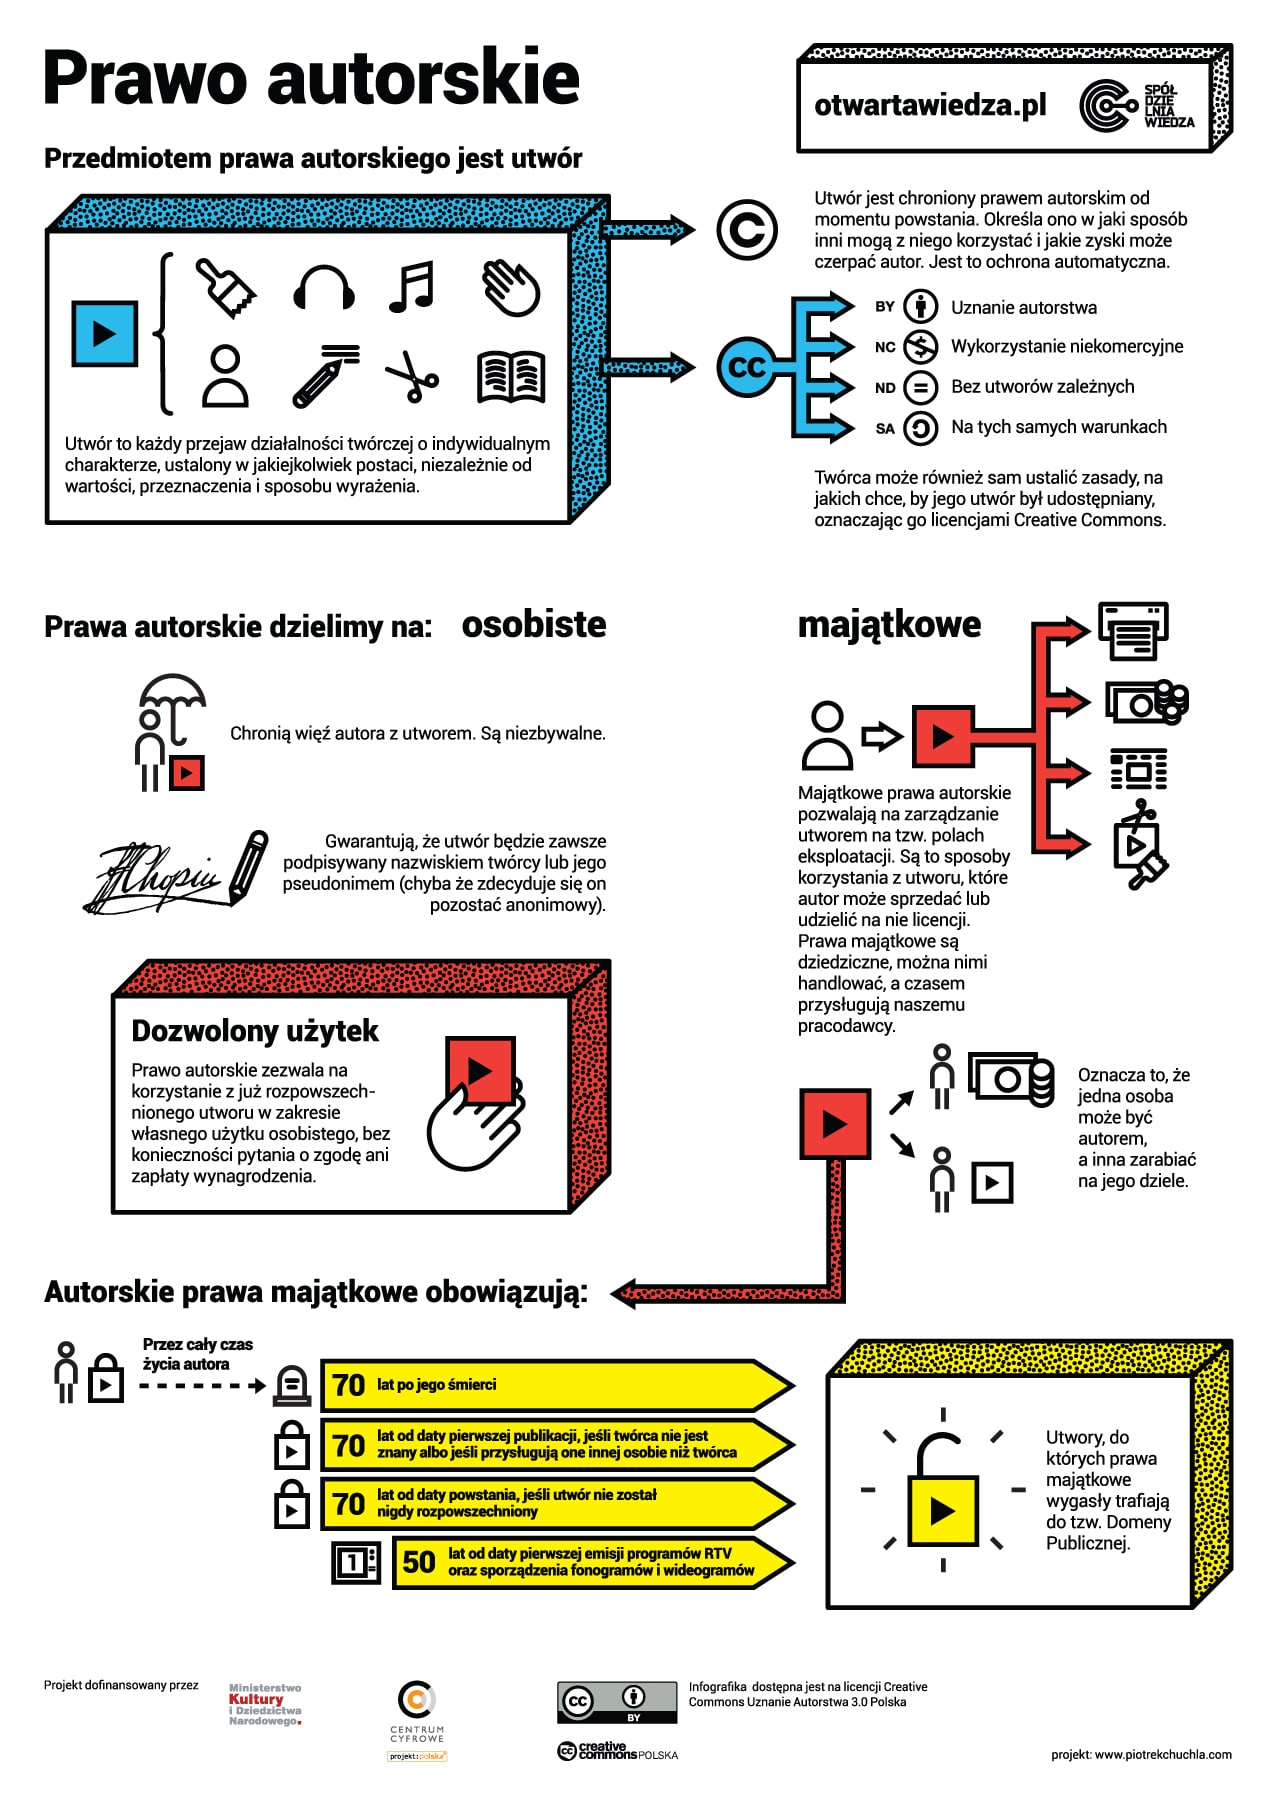 Prawo autorskie
otwartawiedza.pl
SPÓŁ
DZIE
LNIA
WIEDZA
Przedmiotem prawa autorskiego jest utwór
Utwór to każdy przejaw działalności twórczej o indywidualnym
charakterze, ustalony w jakiejkolwiek postaci, niezależnie od
wartości, przeznaczenia i sposobu wyrażenia.
C
Utwór jest chroniony prawem autorskim od
momentu powstania. Określa ono w jaki sposób
inni mogą z niego korzystać i jakie zyski może
czerpać autor. Jest to ochrona automatyczna.
CC
BY Uznanie autorstwa
NC $ Wykorzystanie niekomercyjne
ND = Bez utworów zależnych
SA Na tych samych warunkach
Twórca może również sam ustalić zasady, na
jakich chce, by jego utwór był udostępniany,
oznaczając go licencjami Creative Commons.
Prawa autorskie dzielimy na: osobiste
Chronią więź autora z utworem. Są niezbywalne.
Chopin
Gwarantują, że utwór będzie zawsze
podpisywany nazwiskiem twórcy lub jego
pseudonimem (chyba że zdecyduje się on
pozostać anonimowy).
Dozwolony użytek
Prawo autorskie zezwala na
korzystanie z już rozpowszech-
nionego utworu w zakresie
własnego użytku osobistego, bez
konieczności pytania o zgodę ani
zapłaty wynagrodzenia.
majątkowe
Majątkowe prawa autorskie
pozwalają na zarządzanie
utworem na tzw. polach
eksploatacji. Są to sposoby
korzystania z utworu, które
autor może sprzedać lub
udzielić na nie licencji.
Prawa majątkowe są
dziedziczne, można nimi
handlować, a czasem
przysługują naszemu
pracodawcy.
Oznacza to, że
jedna osoba
może być
autorem,
a inna zarabiać
na jego dziele.
Autorskie prawa majątkowe obowiązują:
Przez cały czas
życia autora
70 lat po jego śmierci
70 lat od daty pierwszej publikacji, jeśli twórca nie jest
znany albo jeśli przysługują one innej osobie niż twórca
70 lat od daty powstania, jeśli utwór nie został
nigdy rozpowszechniony
1
50 lat od daty pierwszej emisji programów RTV
oraz sporządzenia fonogramów i wideogramów
Utwory, do
których prawa
majątkowe
wygasły trafiają
do tzw. Domeny
Publicznej.
Projekt dofinansowany przez
Ministerstwo
Kultury
i Dziedzictwa
Narodowego.
CENTRUM
CYFROWE
projekt: polska
cc
BY
creative
commons POLSKA
Infografika dostępna jest na licencji Creative
Commons Uznanie Autorstwa 3.0 Polska
projekt: www.piotrekchuchla.com